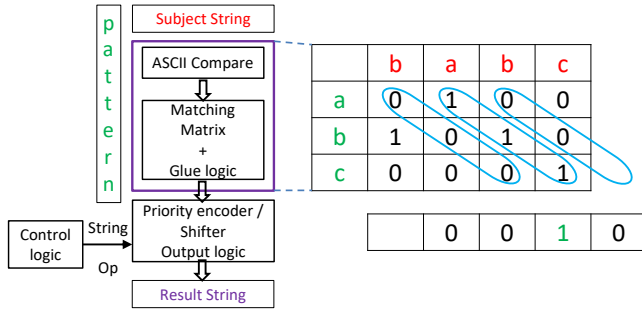 pattern
Subject String
ASCII Compare
Matching
Matrix
+
Glue logic
Priority encoder /
Shifter
Output logic
Control
logic
String
Op
Result String
b a b c
a 0 1 0 0
b 1 0 1 0
c 0 0 0 1
0 0 1 0